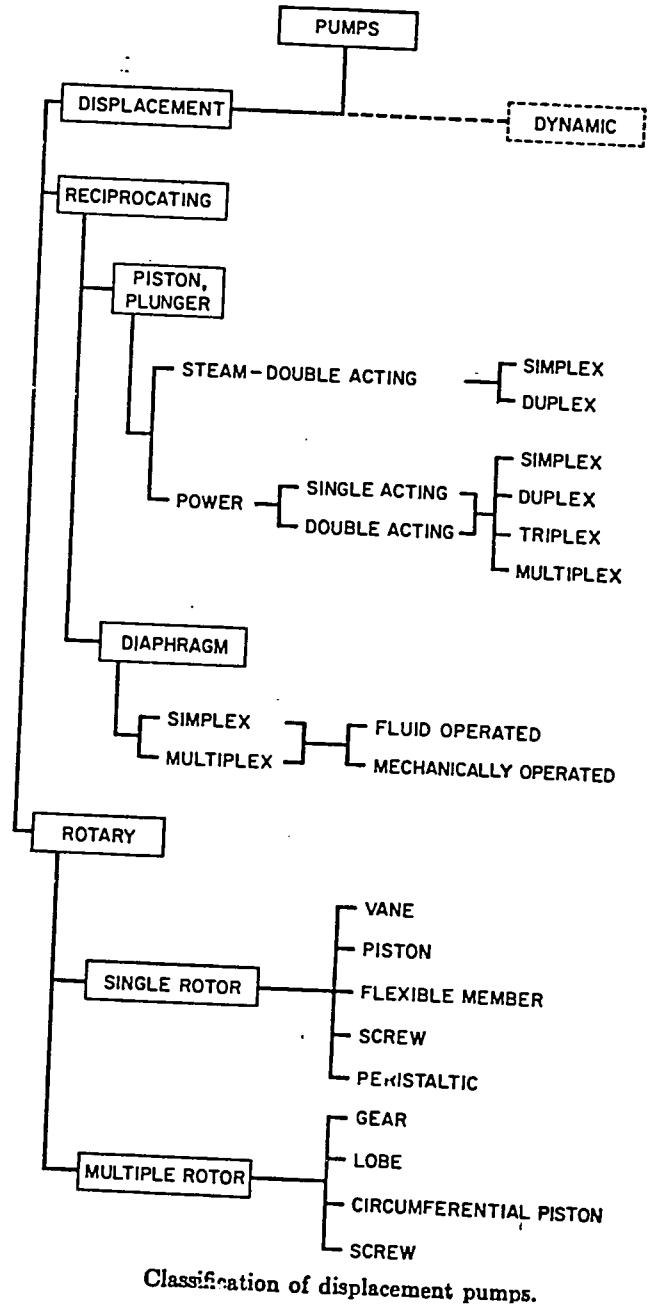 PUMPS
DISPLACEMENT
DYNAMIC
RECIPROCATING
PISTON,
PLUNGER
STEAM-DOUBLE ACTING
SIMPLEX
DUPLEX
POWER
SINGLE ACTING
DOUBLE ACTING
SIMPLEX
DUPLEX
TRIPLEX
MULTIPLEX
DIAPHRAGM
SIMPLEX
MULTIPLEX
FLUID OPERATED
MECHANICALLY OPERATED
ROTARY
SINGLE ROTOR
VANE
PISTON
FLEXIBLE MEMBER
SCREW
PERISTALTIC
MULTIPLE ROTOR
GEAR
LOBE
CIRCUMFERENTIAL PISTON
SCREW
Classification of displacement pumps.